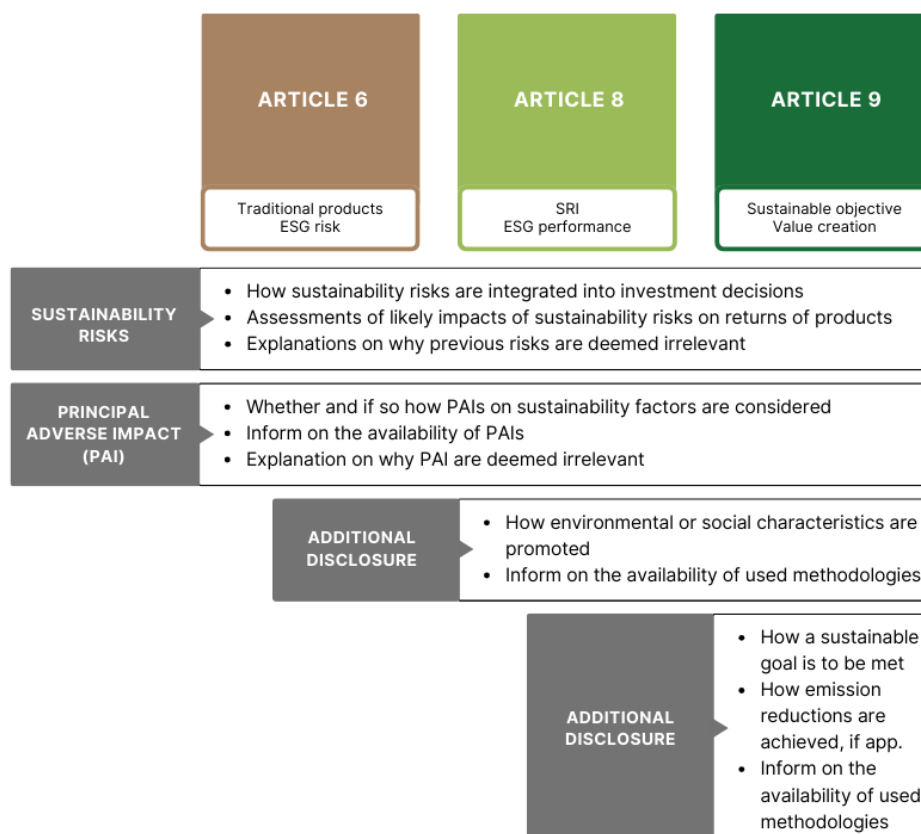 ARTICLE 6
ARTICLE 8
ARTICLE 9
Traditional products
ESG risk
SRI
ESG performance
Sustainable objective
Value creation
SUSTAINABILITY
RISKS
• How sustainability risks are integrated into investment decisions
• Assessments of likely impacts of sustainability risks on returns of products
• Explanations on why previous risks are deemed irrelevant
PRINCIPAL
ADVERSE IMPACT
(PAI)
• Whether and if so how PAIs on sustainability factors are considered
• Inform on the availability of PAIs
• Explanation on why PAI are deemed irrelevant
ADDITIONAL
DISCLOSURE
• How environmental or social characteristics are
promoted
• Inform on the availability of used methodologies
ADDITIONAL
DISCLOSURE
• How a sustainable
goal is to be met
• How emission
reductions are
achieved, if app.
• Inform on the
availability of used
methodologies